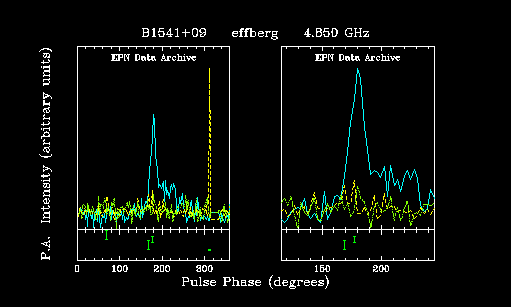 B1541+09 effberg 4.850 GHz
EPN Data Archive EPN Data Archive
P.A. Intensity (arbitrary units)
0 100 200 300 160 200
Pulse Phase (degrees)